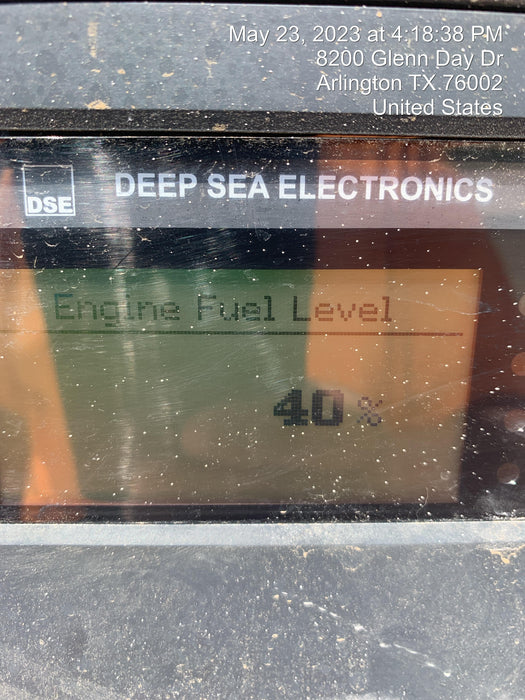 May 23, 2023 at 4:18:38 PM
8200 Glenn Day Dr
Arlington TX 76002
United States
DSE
DEEP SEA ELECTRONICS
Engine Fuel Level
40 %